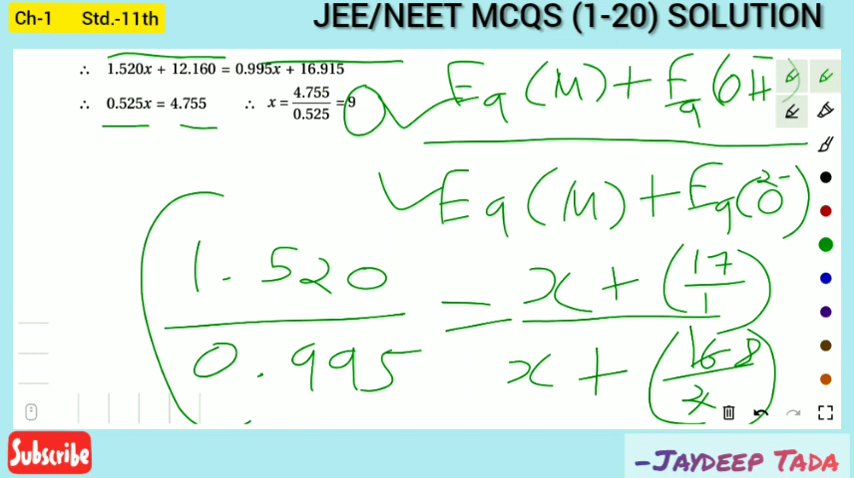 Ch-1 Std.-11th
JEE/NEET MCQS (1-20) SOLUTION
∴ 1.520x + 12.160 = 0.995x + 16.915
∴ 0.525x = 4.755 ∴ x = 4.755/0.525 = 9
Eq (M) + Eq (OH⁻)
Eq (M) + Eq (O²⁻)
1.520/0.995 = x + (17/1)
x + (16 8/2)
Subscribe
-JAYDEEP TADA